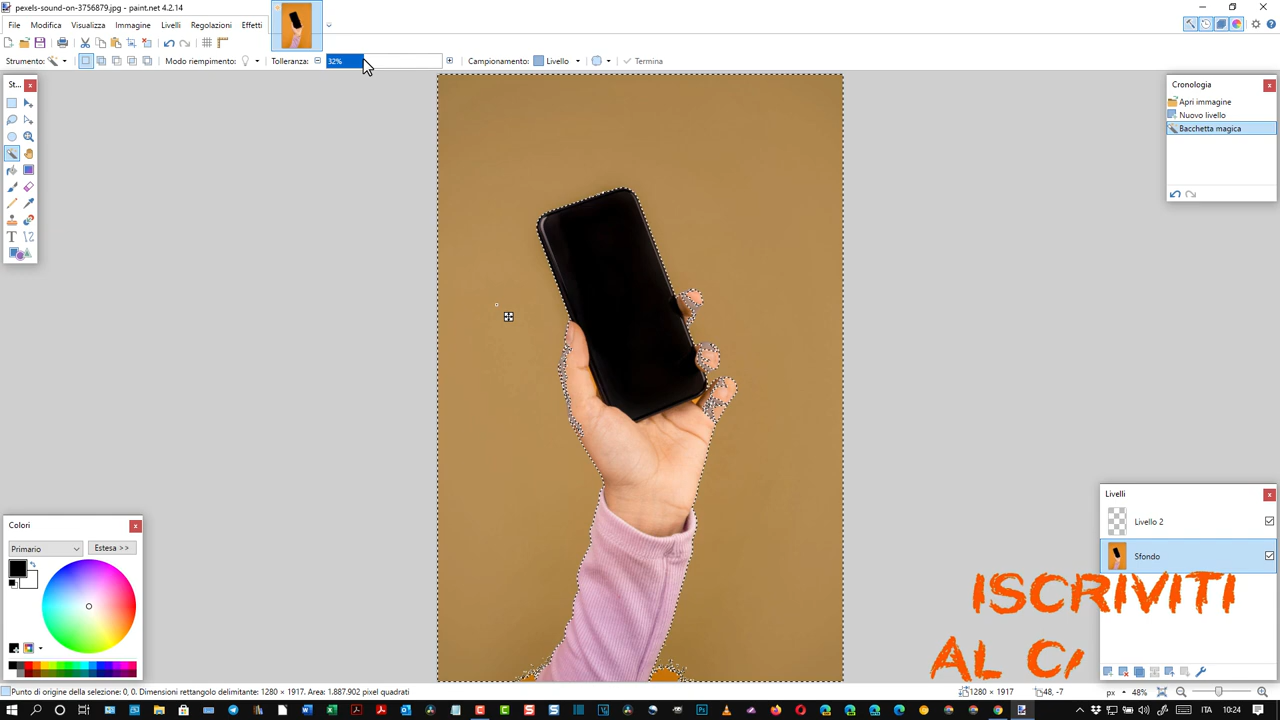 pexels-sound-on-3756879.jpg - paint.net 4.2.14
File Modifica Visualizza Immagine Livelli Regolazioni Effetti
Strumento: Modo riempimento: Tolleranza: 32% Campionamento: Livello Termina
St...
Cronologia
Apri immagine
Nuovo livello
Bacchetta magica
Livelli
Livello 2
Sfondo
Colori
Primario Estesa >>
ISCRIVITI
AL CA
Punto di origine della selezione: 0, 0. Dimensioni rettangolo delimitante: 1280 × 1917. Area: 1.887.902 pixel quadrati 1280 × 1917 -48, -7 px 48%
ITA 10:24